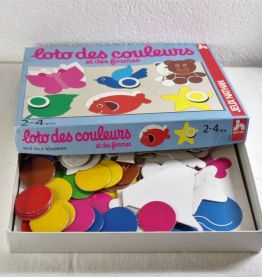 loto des couleurs
et des formes
2-4 ans
JEUX NATHAN
loto des couleurs
et des formes
2-4 ans